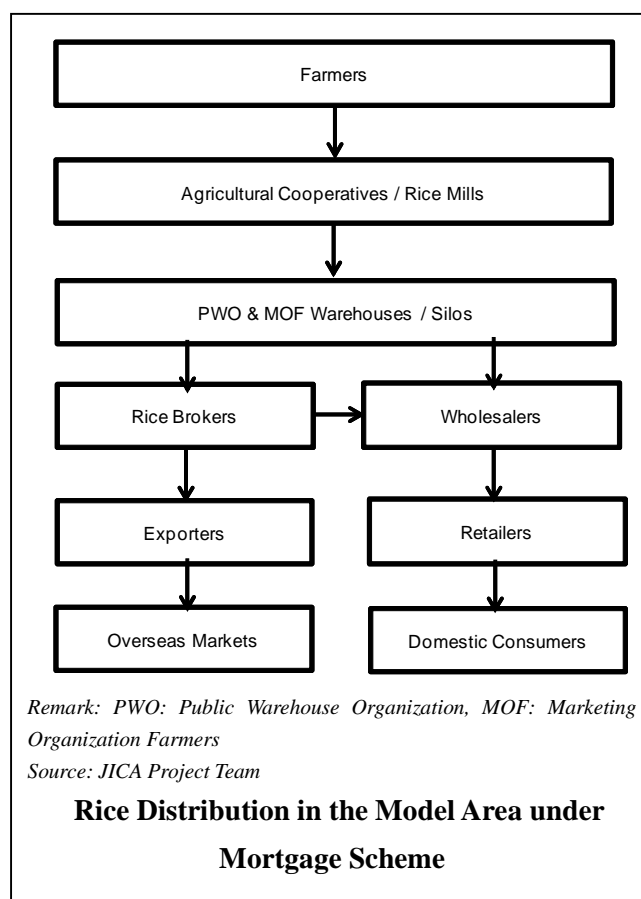 Farmers
Agricultural Cooperatives / Rice Mills
PWO & MOF Warehouses / Silos
Rice Brokers
Wholesalers
Exporters
Retailers
Overseas Markets
Domestic Consumers
Remark: PWO: Public Warehouse Organization, MOF: Marketing
Organization Farmers
Source: JICA Project Team
Rice Distribution in the Model Area under
Mortgage Scheme